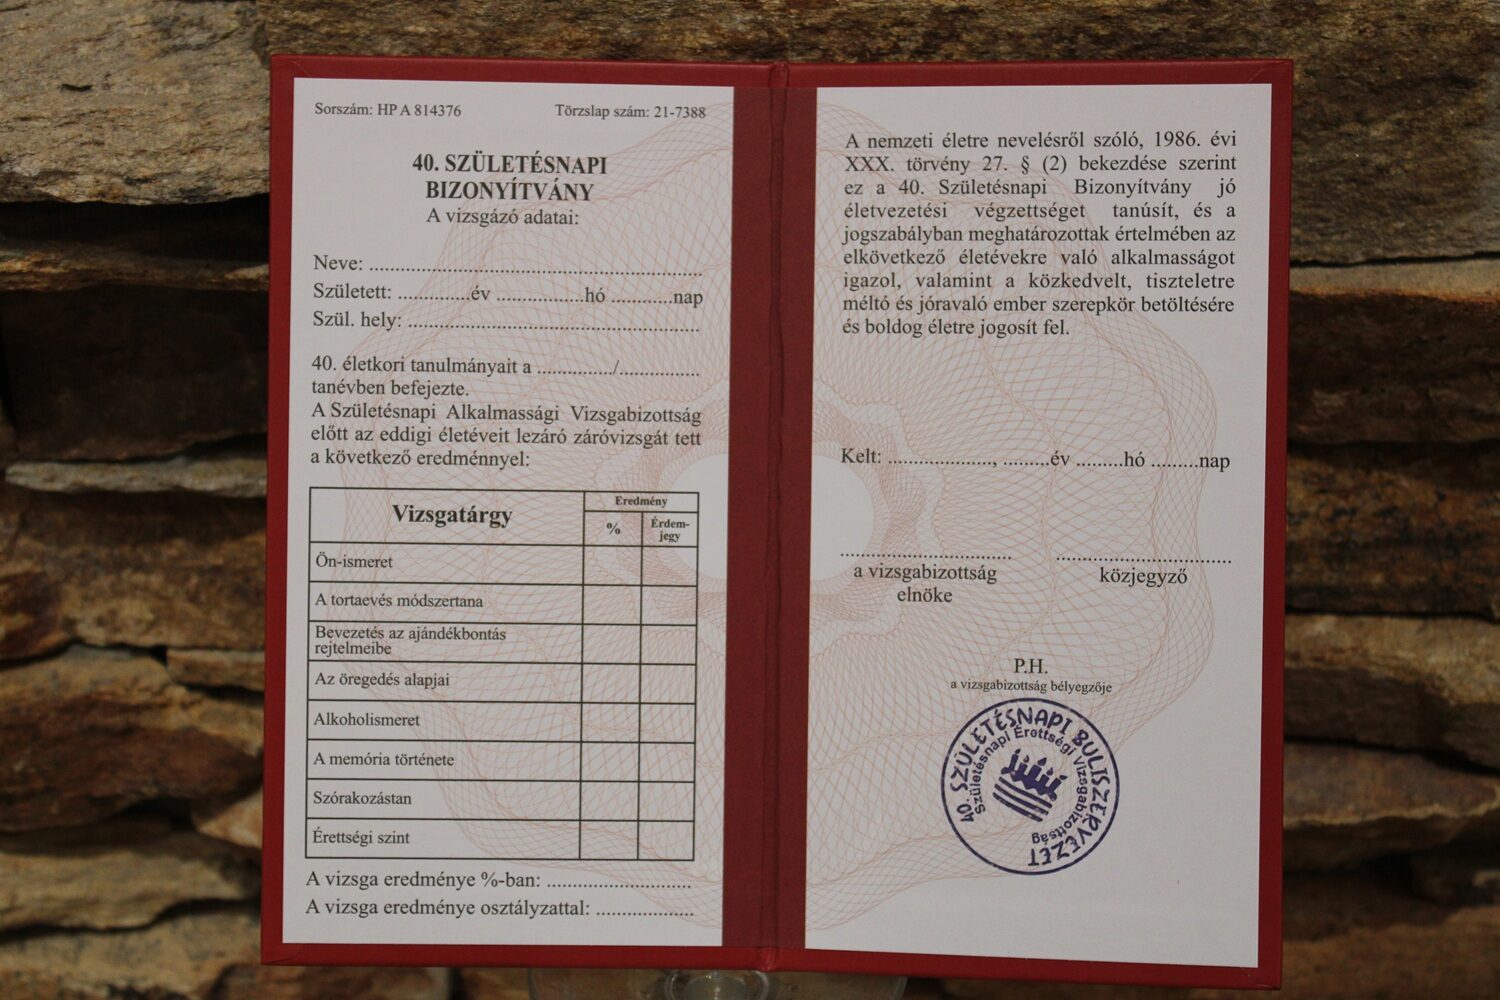 Sorszám: HP A 814376 Törzslap szám: 21-7388
40. SZÜLETÉSNAPI
BIZONYÍTVÁNY
A vizsgázó adatai:
Neve: ................................................................
Született: ..............év .................hó ............nap
Szül. hely: ........................................................
40. életkori tanulmányait a .............../................
tanévben befejezte.
A Születésnapi Alkalmassági Vizsgabizottság
előtt az eddigi életéveit lezáró záróvizsgát tett
a következő eredménnyel:
Vizsgatárgy
Eredmény
%
Érdem-
jegy
Ön-ismeret
A tortaevés módszertana
Bevezetés az ajándékbontás
rejtelmeibe
Az öregedés alapjai
Alkoholismeret
A memória története
Szórakozástan
Érettségi szint
A vizsga eredménye %-ban: ............................
A vizsga eredménye osztályzattal: ...................
A nemzeti életre nevelésről szóló, 1986. évi
XXX. törvény 27. § (2) bekezdése szerint
ez a 40. Születésnapi Bizonyítvány jó
életvezetési végzettséget tanúsít, és a
jogszabályban meghatározottak értelmében az
elkövetkező életévekre való alkalmasságot
igazol, valamint a közkedvelt, tiszteletre
méltó és jóravaló ember szerepkör betöltésére
és boldog életre jogosít fel.
Kelt: ....................., .........év .........hó .........nap
.................................. ..................................
a vizsgabizottság
elnöke
közjegyző
P.H.
a vizsgabizottság bélyegzője
40. SZÜLETÉSNAPI BULISZERVEZET
Születésnapi Érettségi Vizsgabizottság